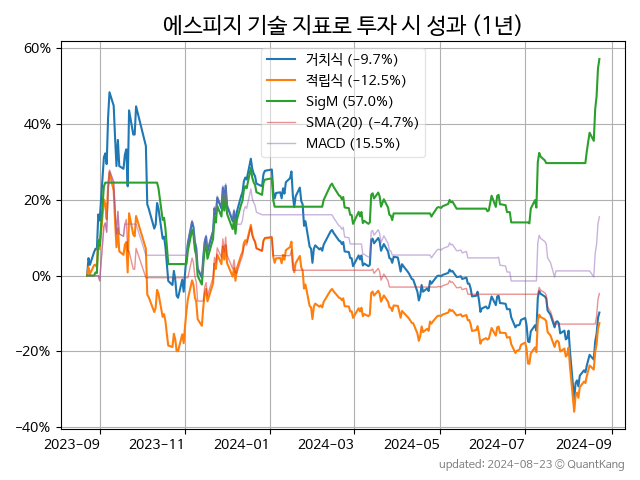 에스피지 기술 지표로 투자 시 성과 (1년)
거치식 (−9.7%)
적립식 (−12.5%)
SigM (57.0%)
SMA(20) (−4.7%)
MACD (15.5%)
60%
40%
20%
0%
−20%
−40%
2023-09 2023-11 2024-01 2024-03 2024-05 2024-07 2024-09
updated: 2024-08-23 ⓒ QuantKang